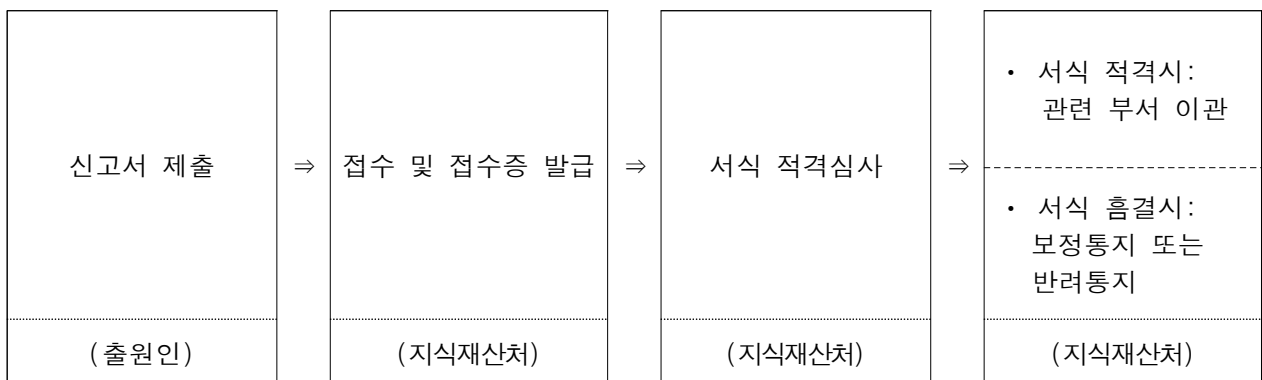 신고서 제출
⇒
접수 및 접수증 발급
⇒
서식 적격심사
⇒
• 서식 적격시:
관련 부서 이관
• 서식 흠결시:
보정통지 또는
반려통지
(출원인)
(지식재산처)
(지식재산처)
(지식재산처)